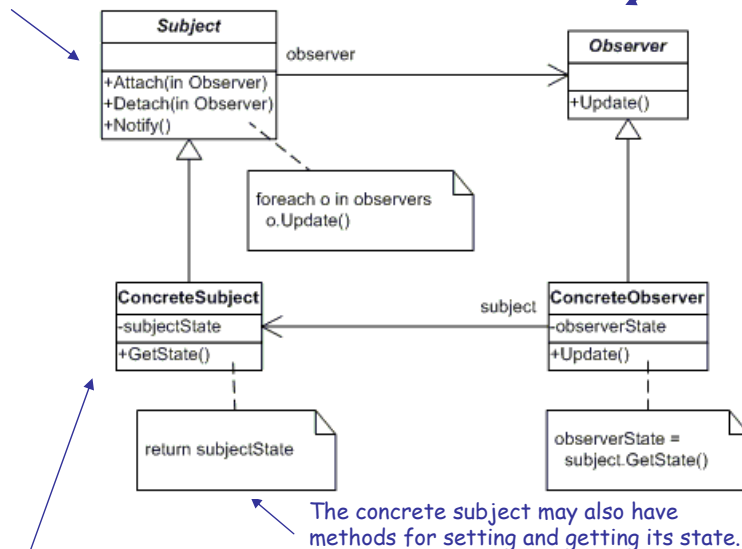 Subject
observer
Observer
+Attach(in Observer)
+Detach(in Observer)
+Notify()
+Update()
foreach o in observers
o.Update()
ConcreteSubject
-subjectState
+GetState()
subject
ConcreteObserver
-observerState
+Update()
return subjectState
observerState =
subject.GetState()
The concrete subject may also have
methods for setting and getting its state.